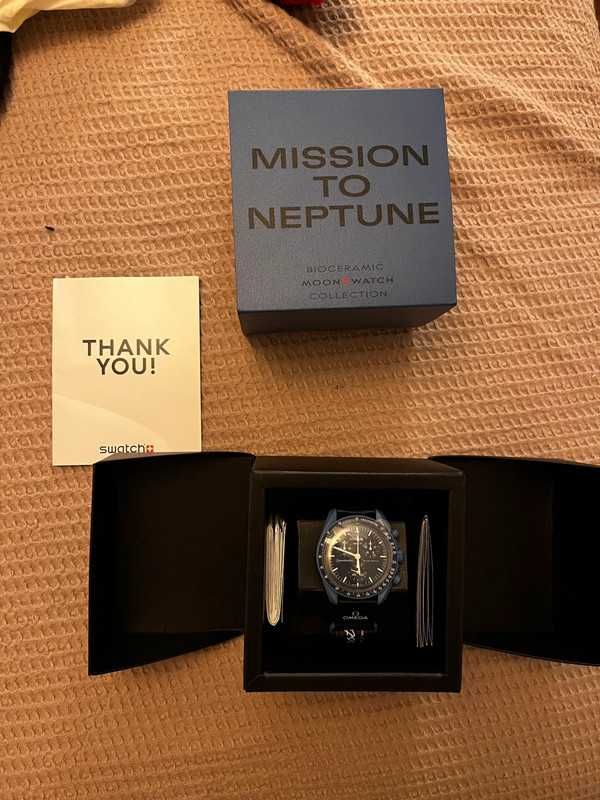 MISSION
TO
NEPTUNE
BIOCERAMIC
MOONSWATCH
COLLECTION
THANK
YOU!
swatch
OMEGA